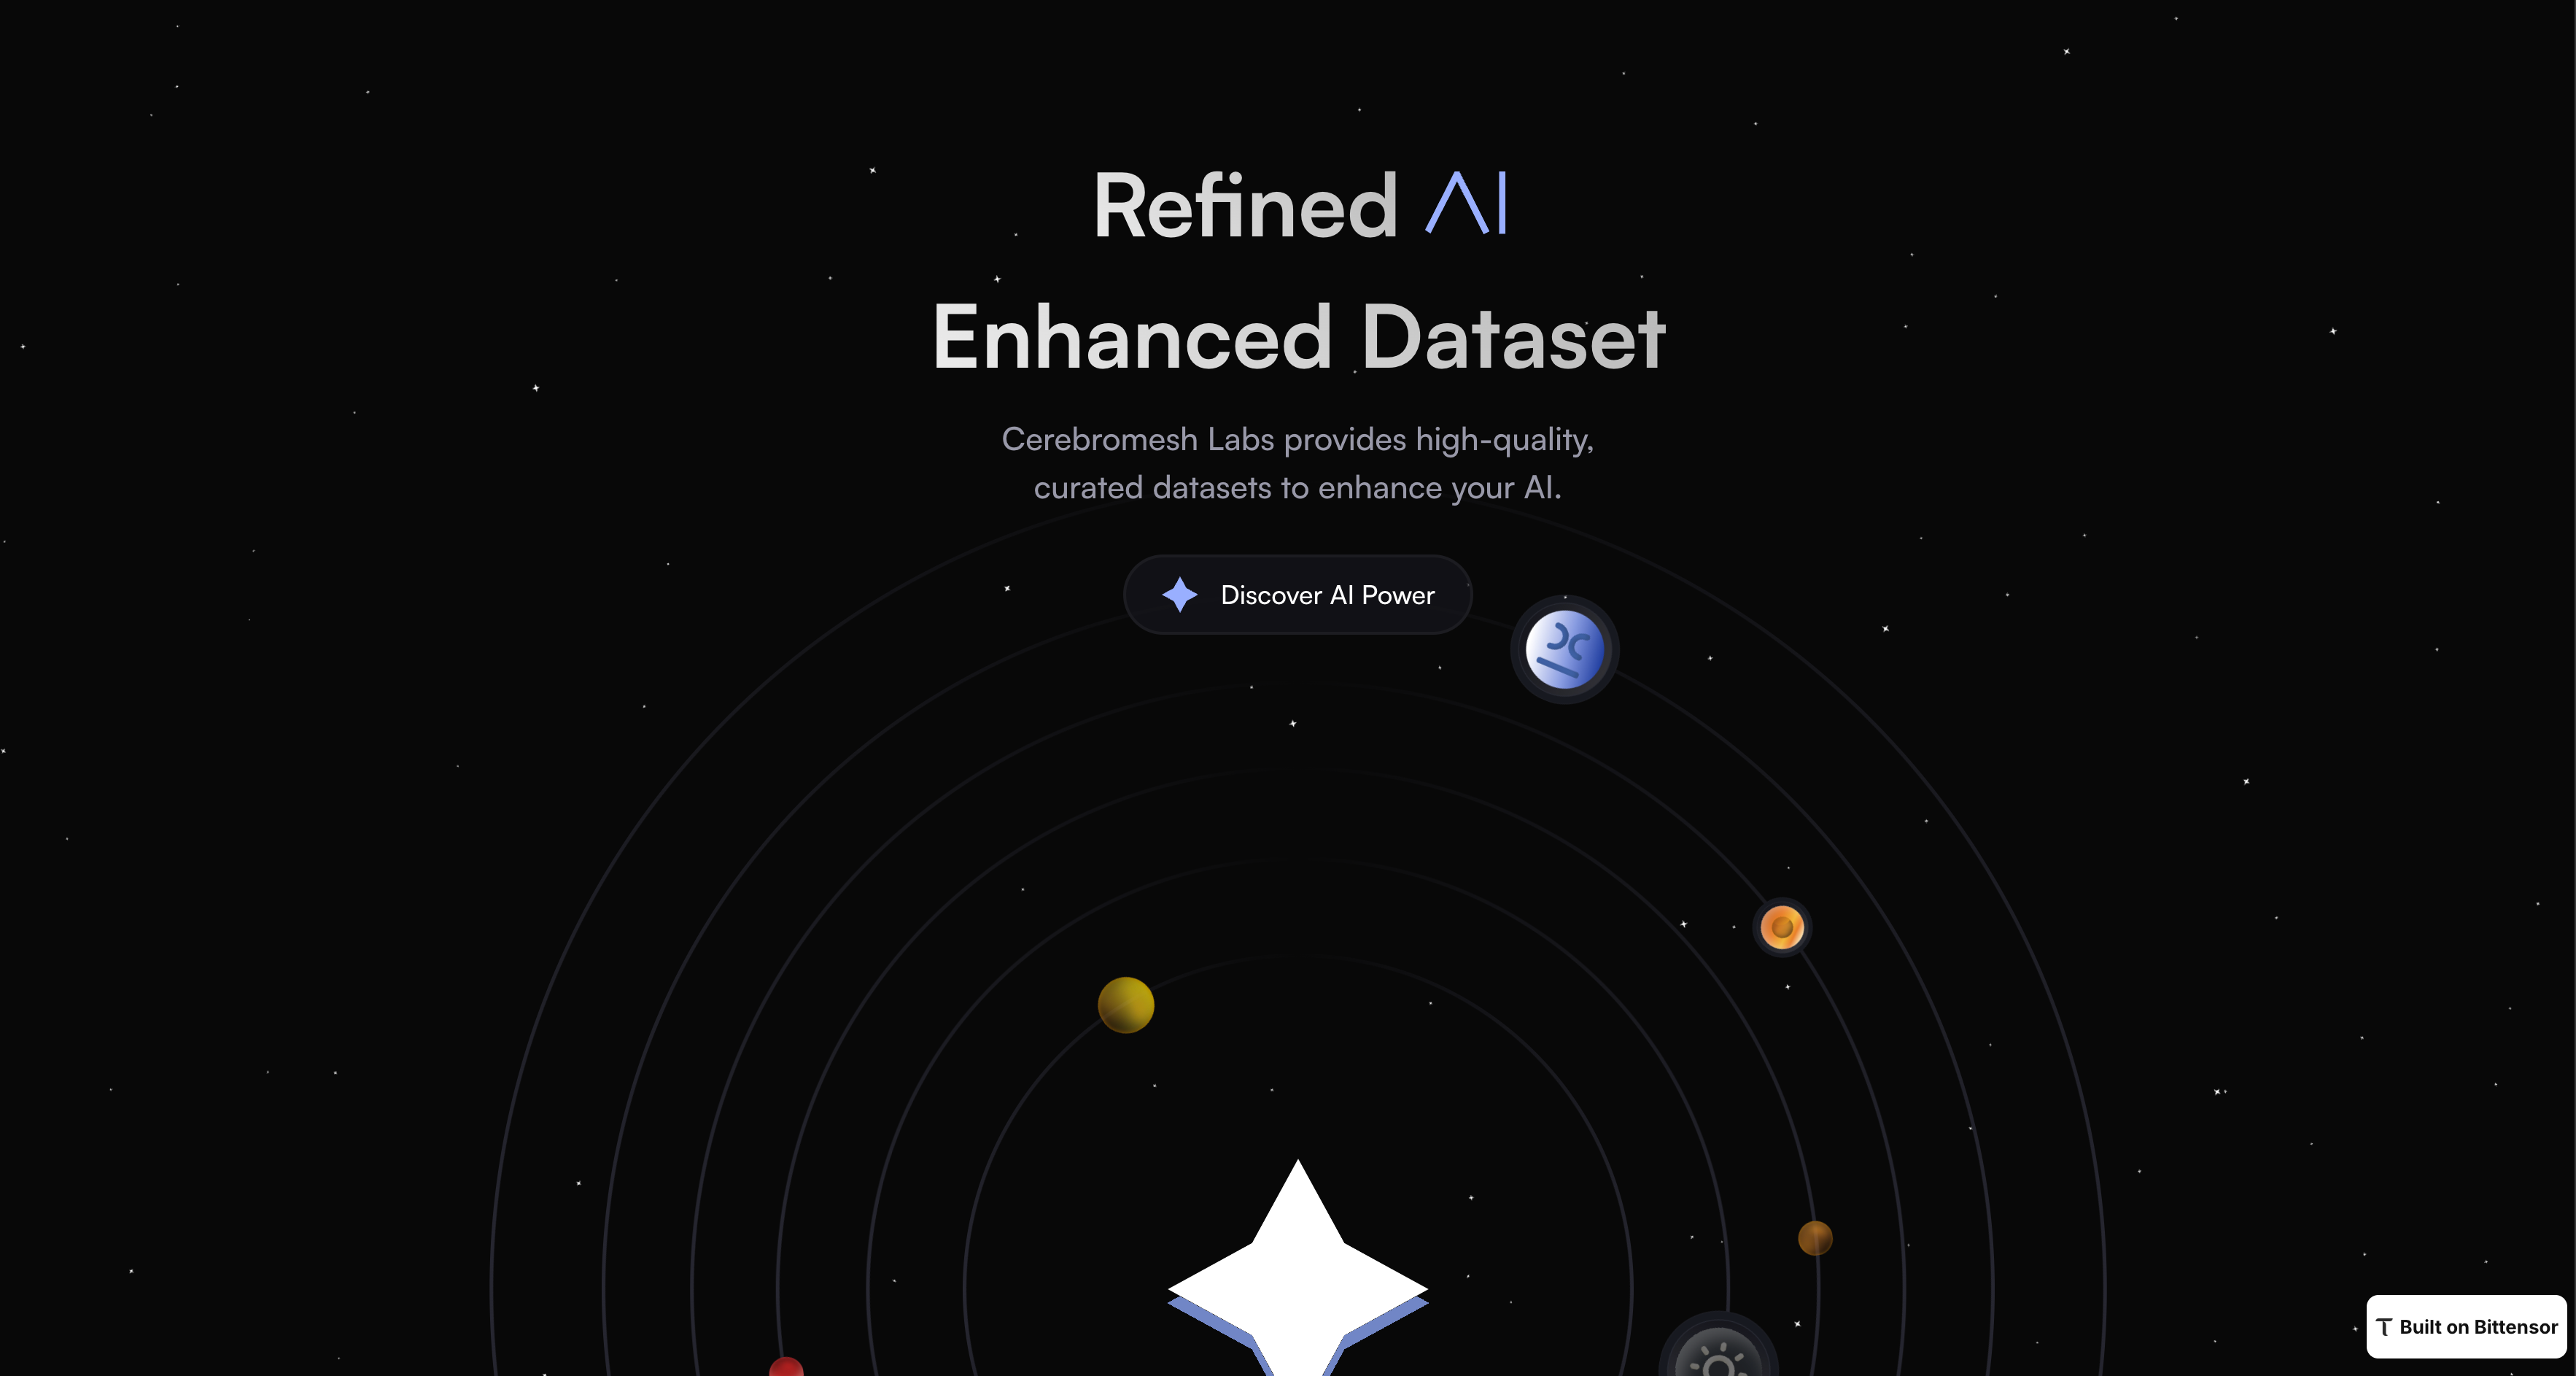 Refined AI
Enhanced Dataset
Cerebromesh Labs provides high-quality,
curated datasets to enhance your AI.
Discover AI Power
Built on Bittensor